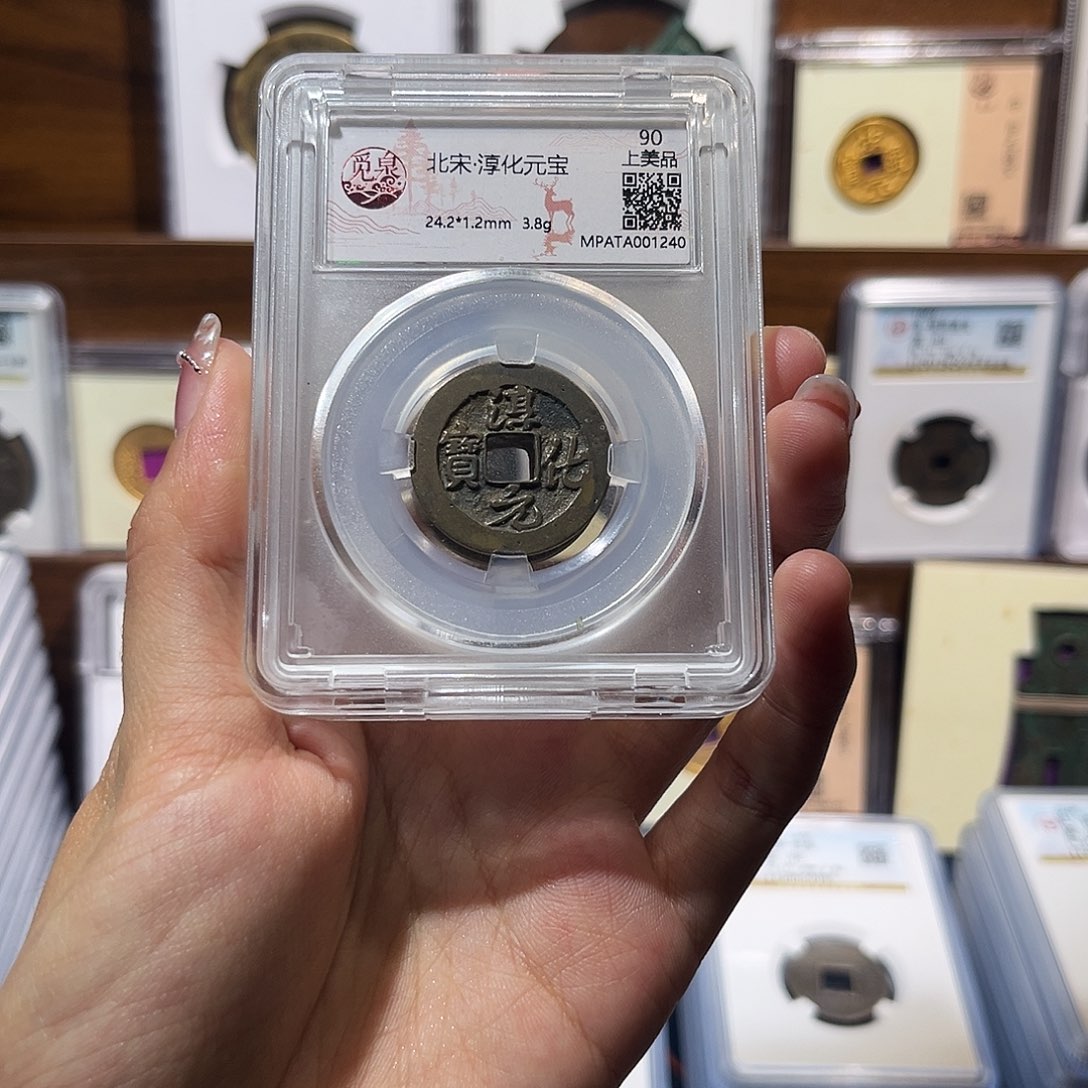 觅泉
北宋·淳化元宝
24.2*1.2mm 3.8g
90
上美品
MPATA001240
淳化元寶